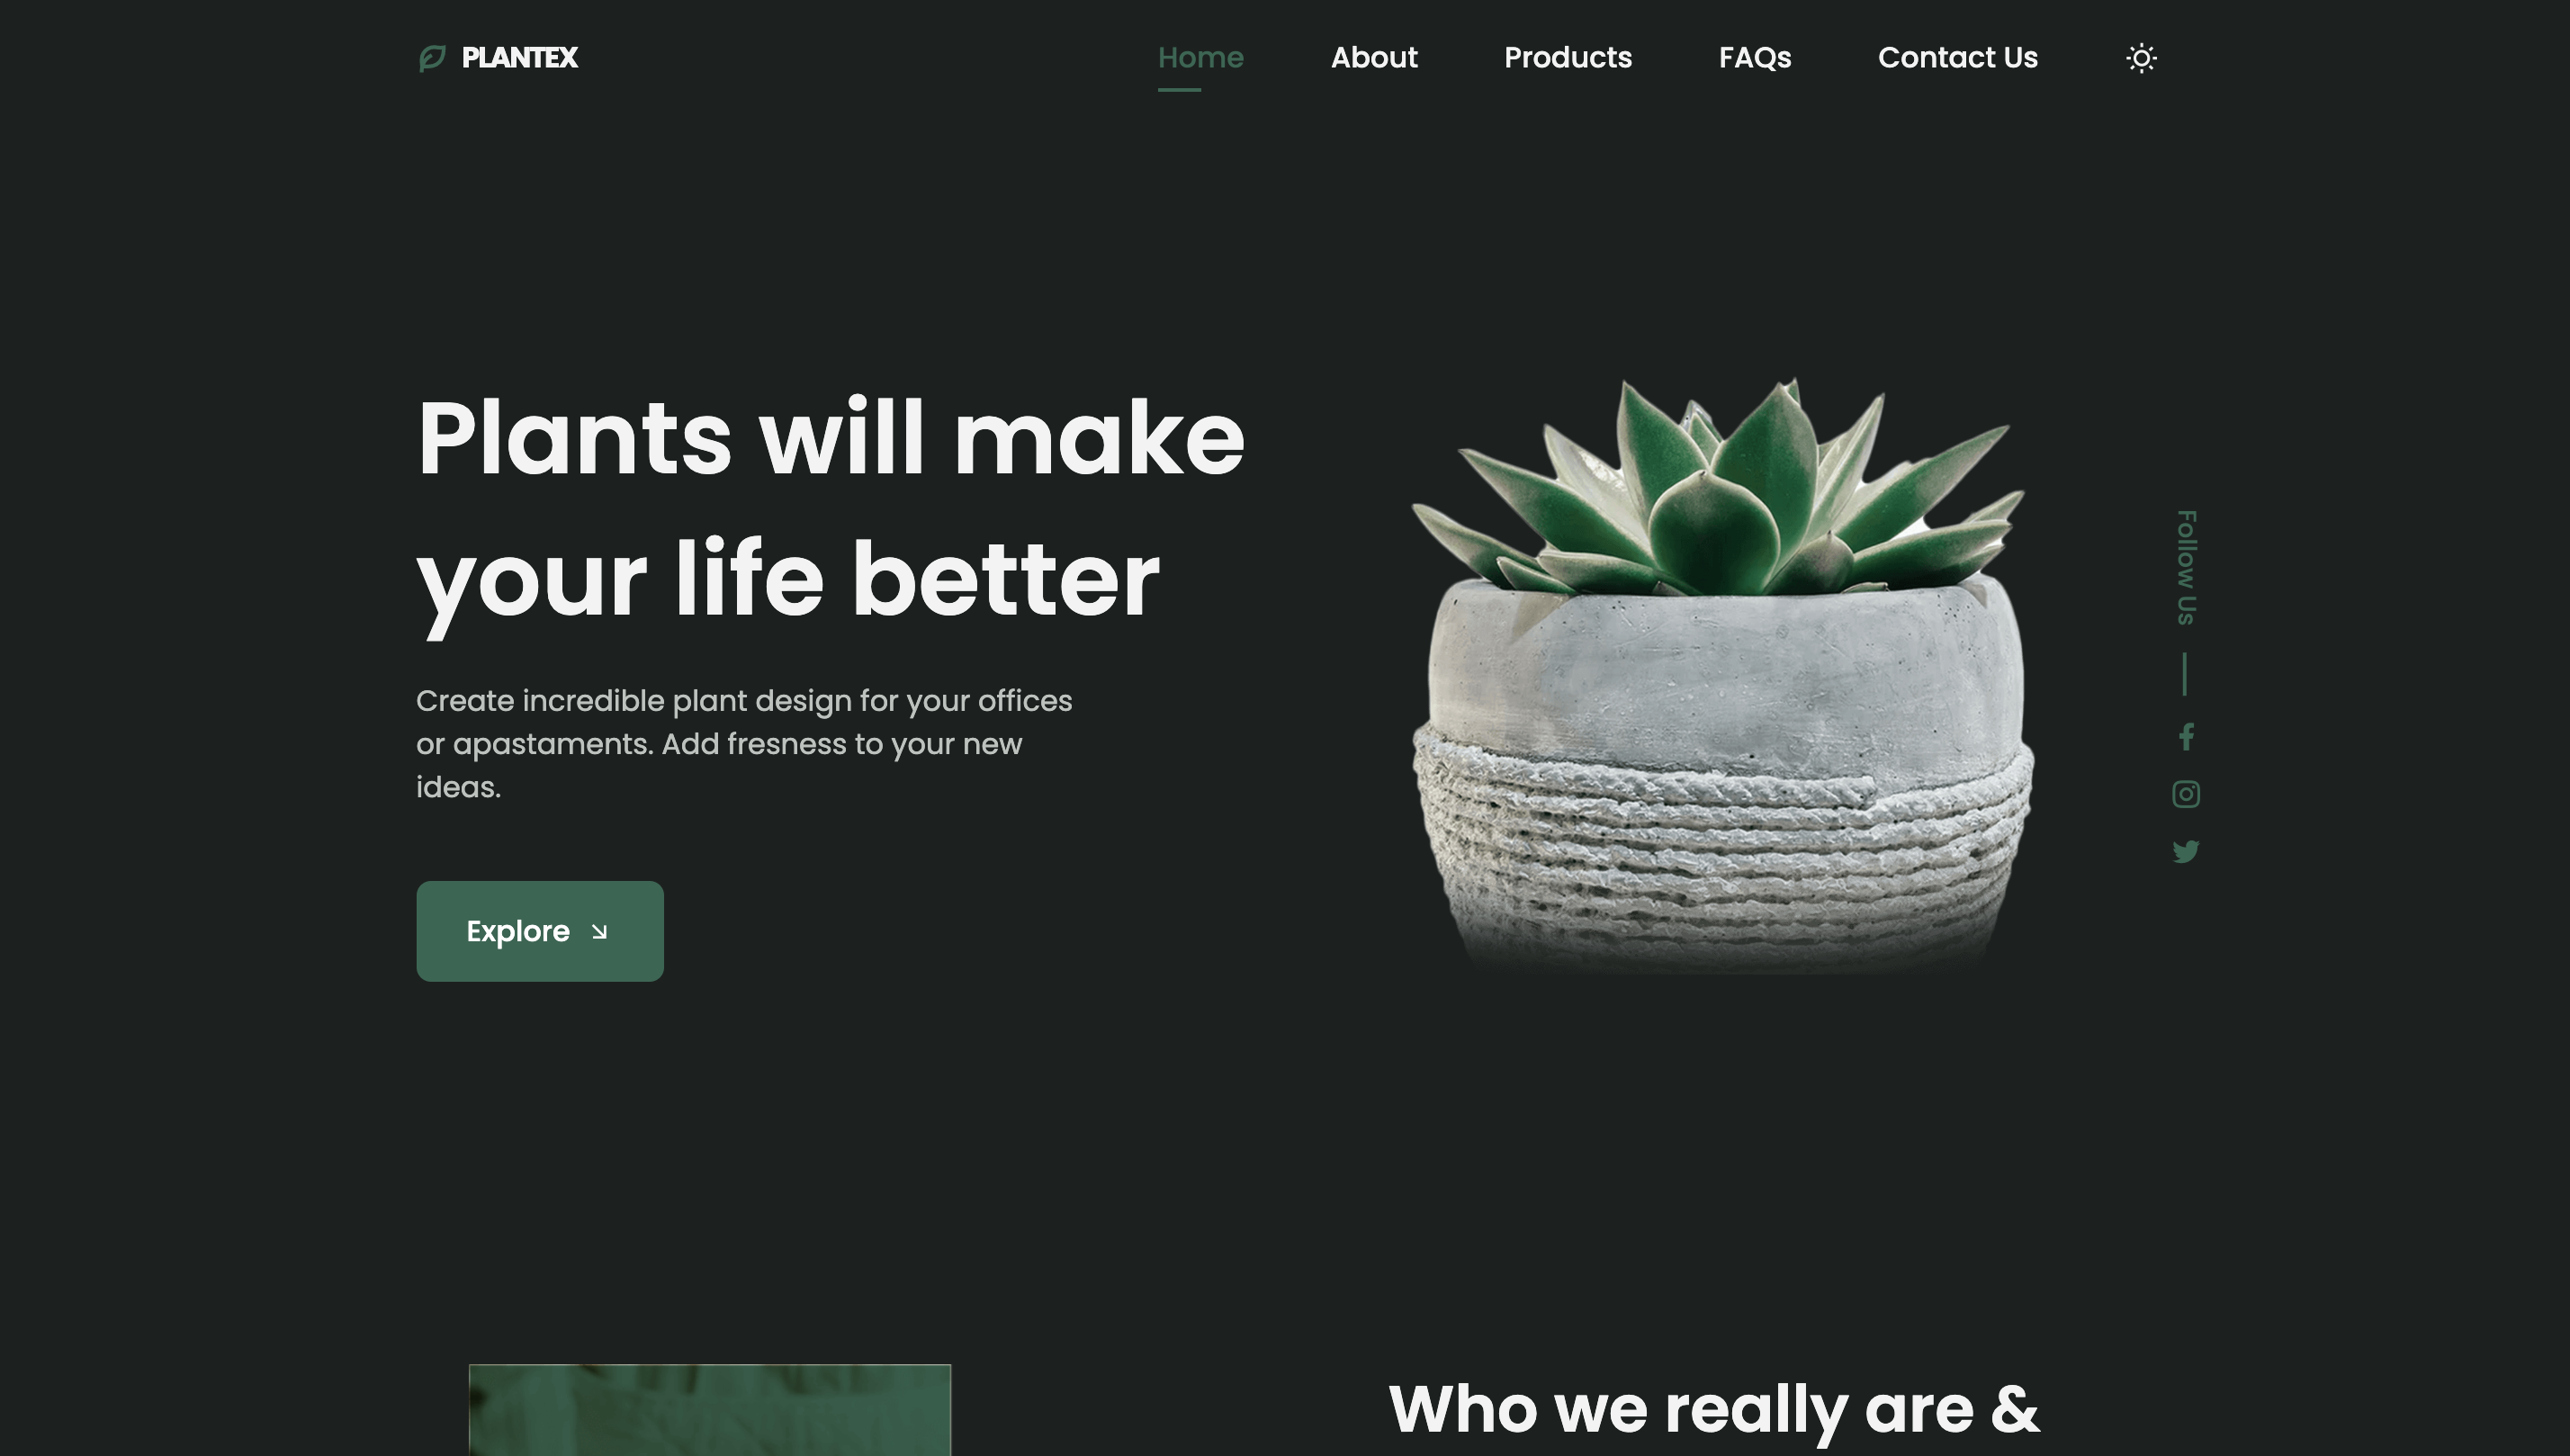 PLANTEX
Home
About
Products
FAQs
Contact Us
Plants will make
your life better
Create incredible plant design for your offices
or apastaments. Add fresness to your new
ideas.
Explore
Follow Us
Who we really are &